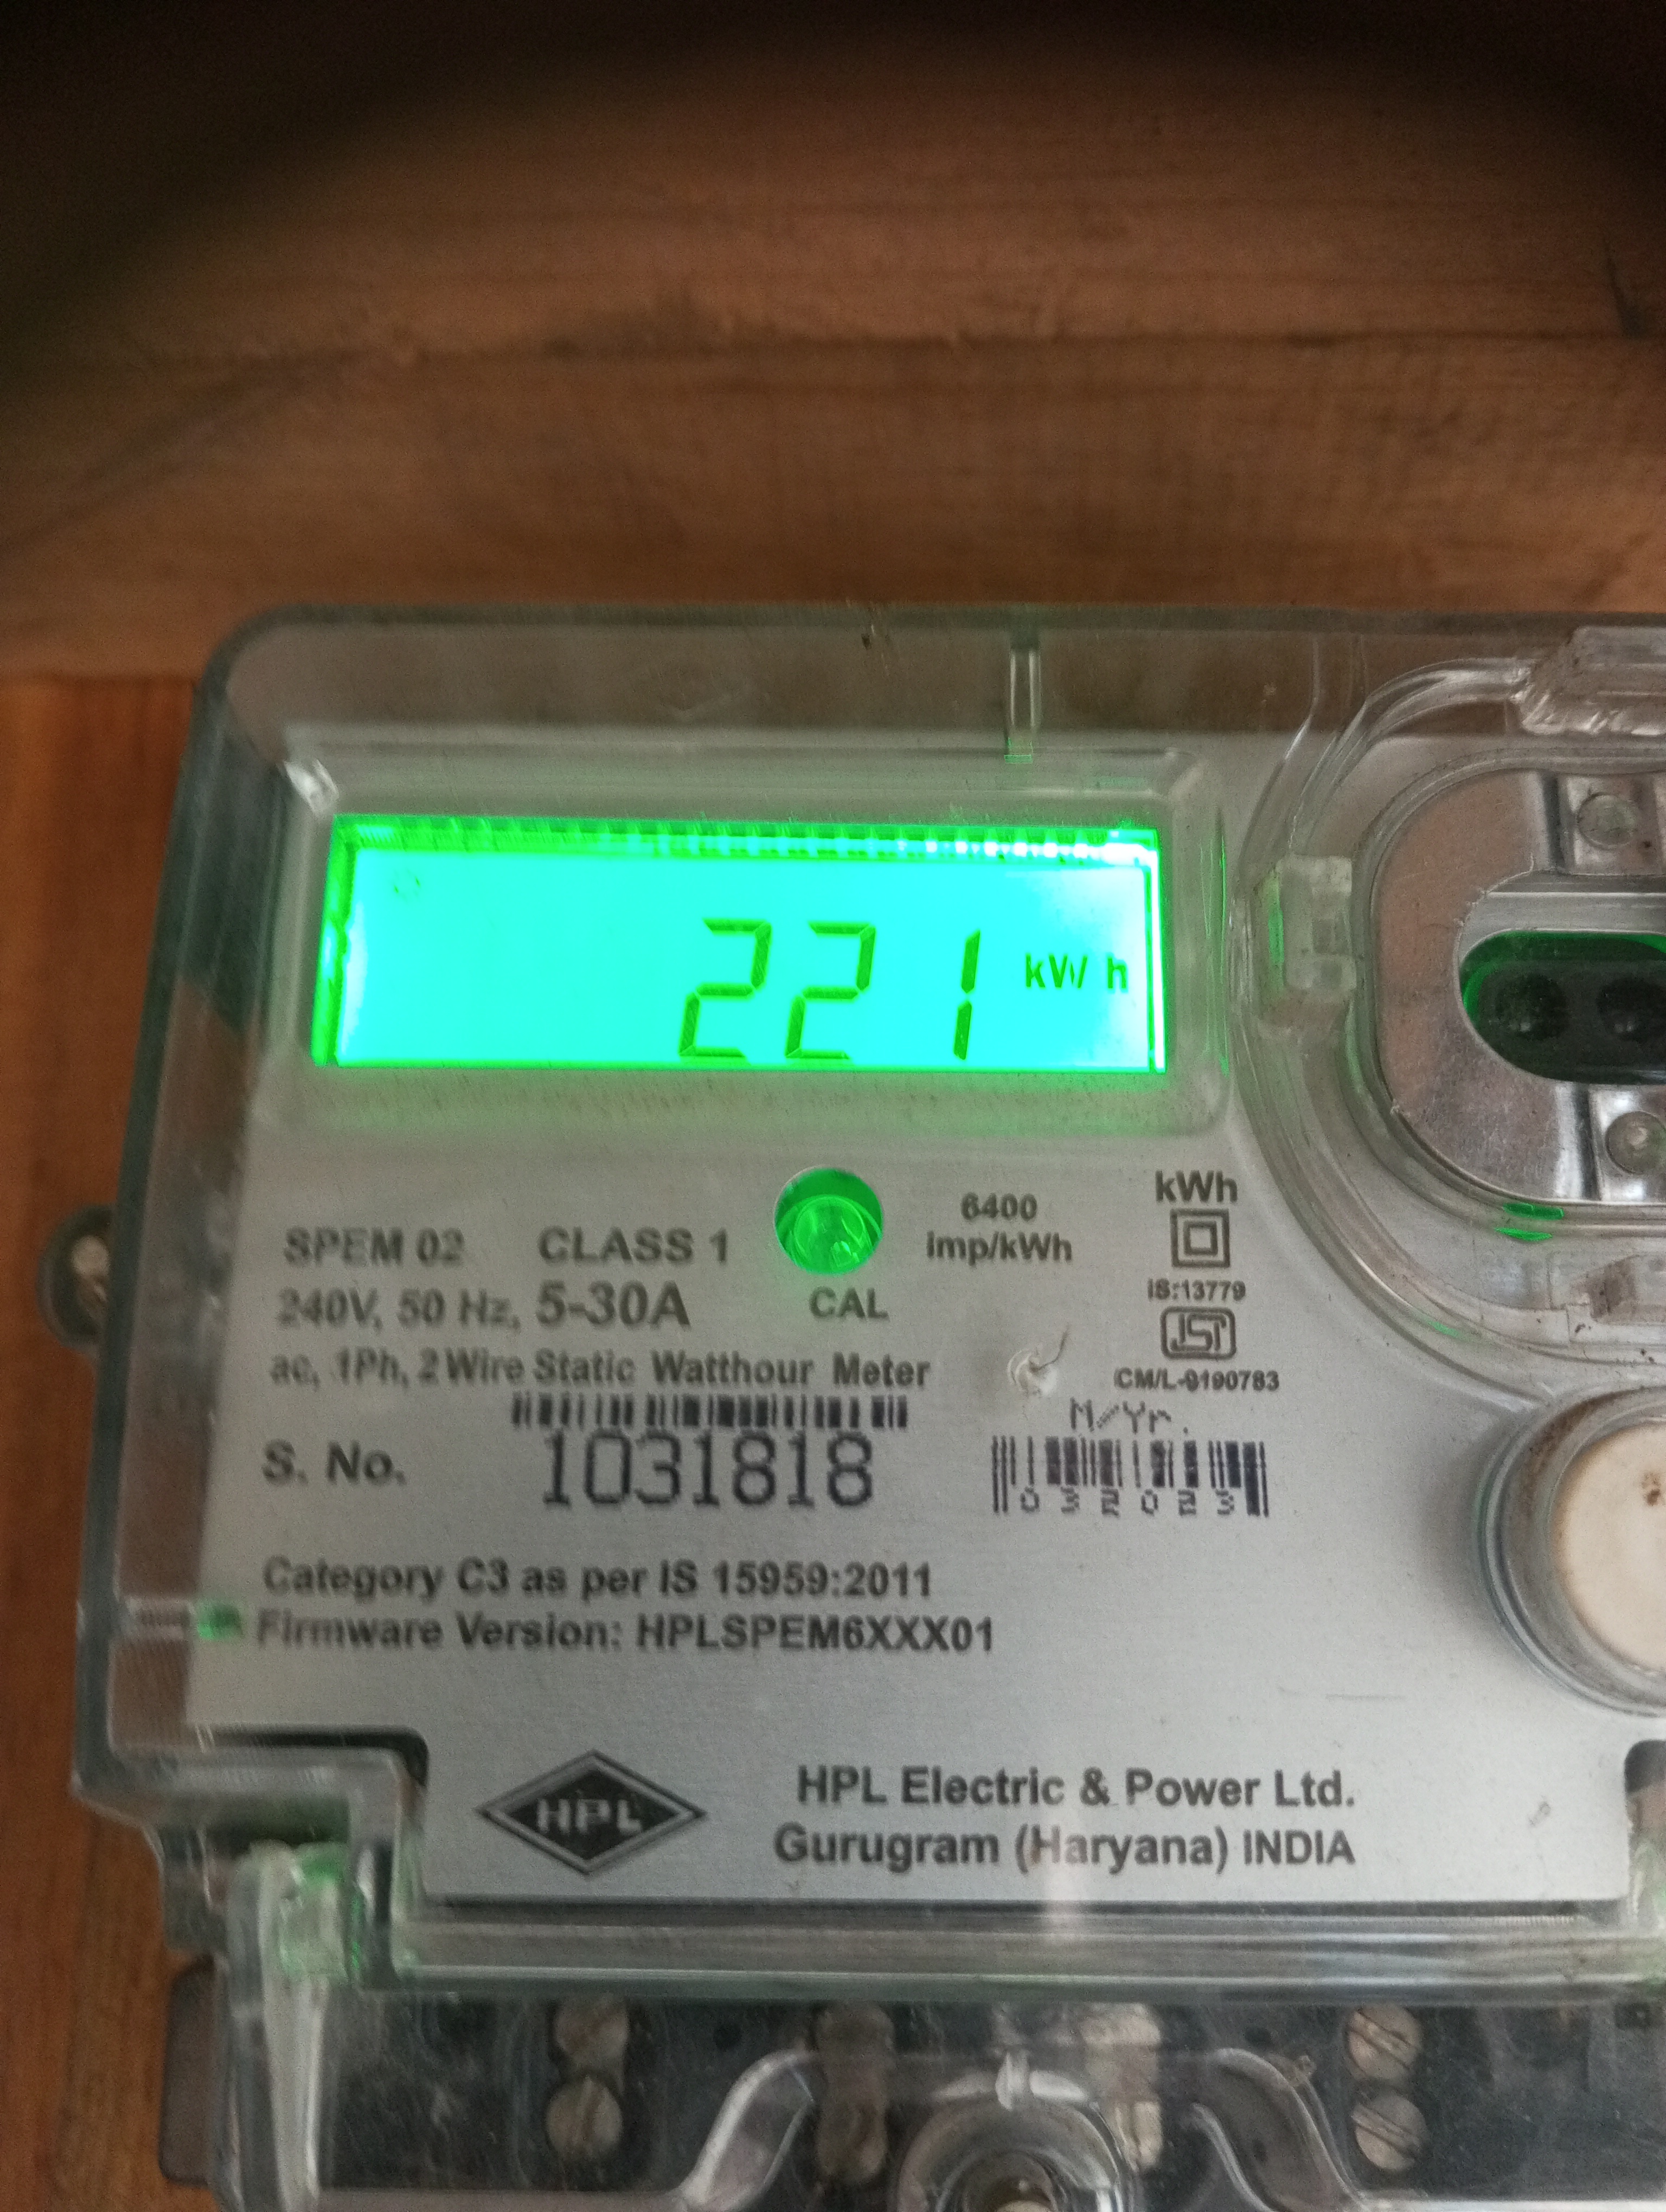 221 kWh
6400
imp/kWh
kWh
SPEM 02 CLASS 1
240V, 50 Hz, 5-30A
CAL
IS:13779
ISI
ac, 1Ph, 2 Wire Static Watthour Meter
CM/L-9190783
M/Yr.
S. No. 1031818
032023
Category C3 as per IS 15959:2011
Firmware Version: HPLSPEM6XXX01
HPL
HPL Electric & Power Ltd.
Gurugram (Haryana) INDIA